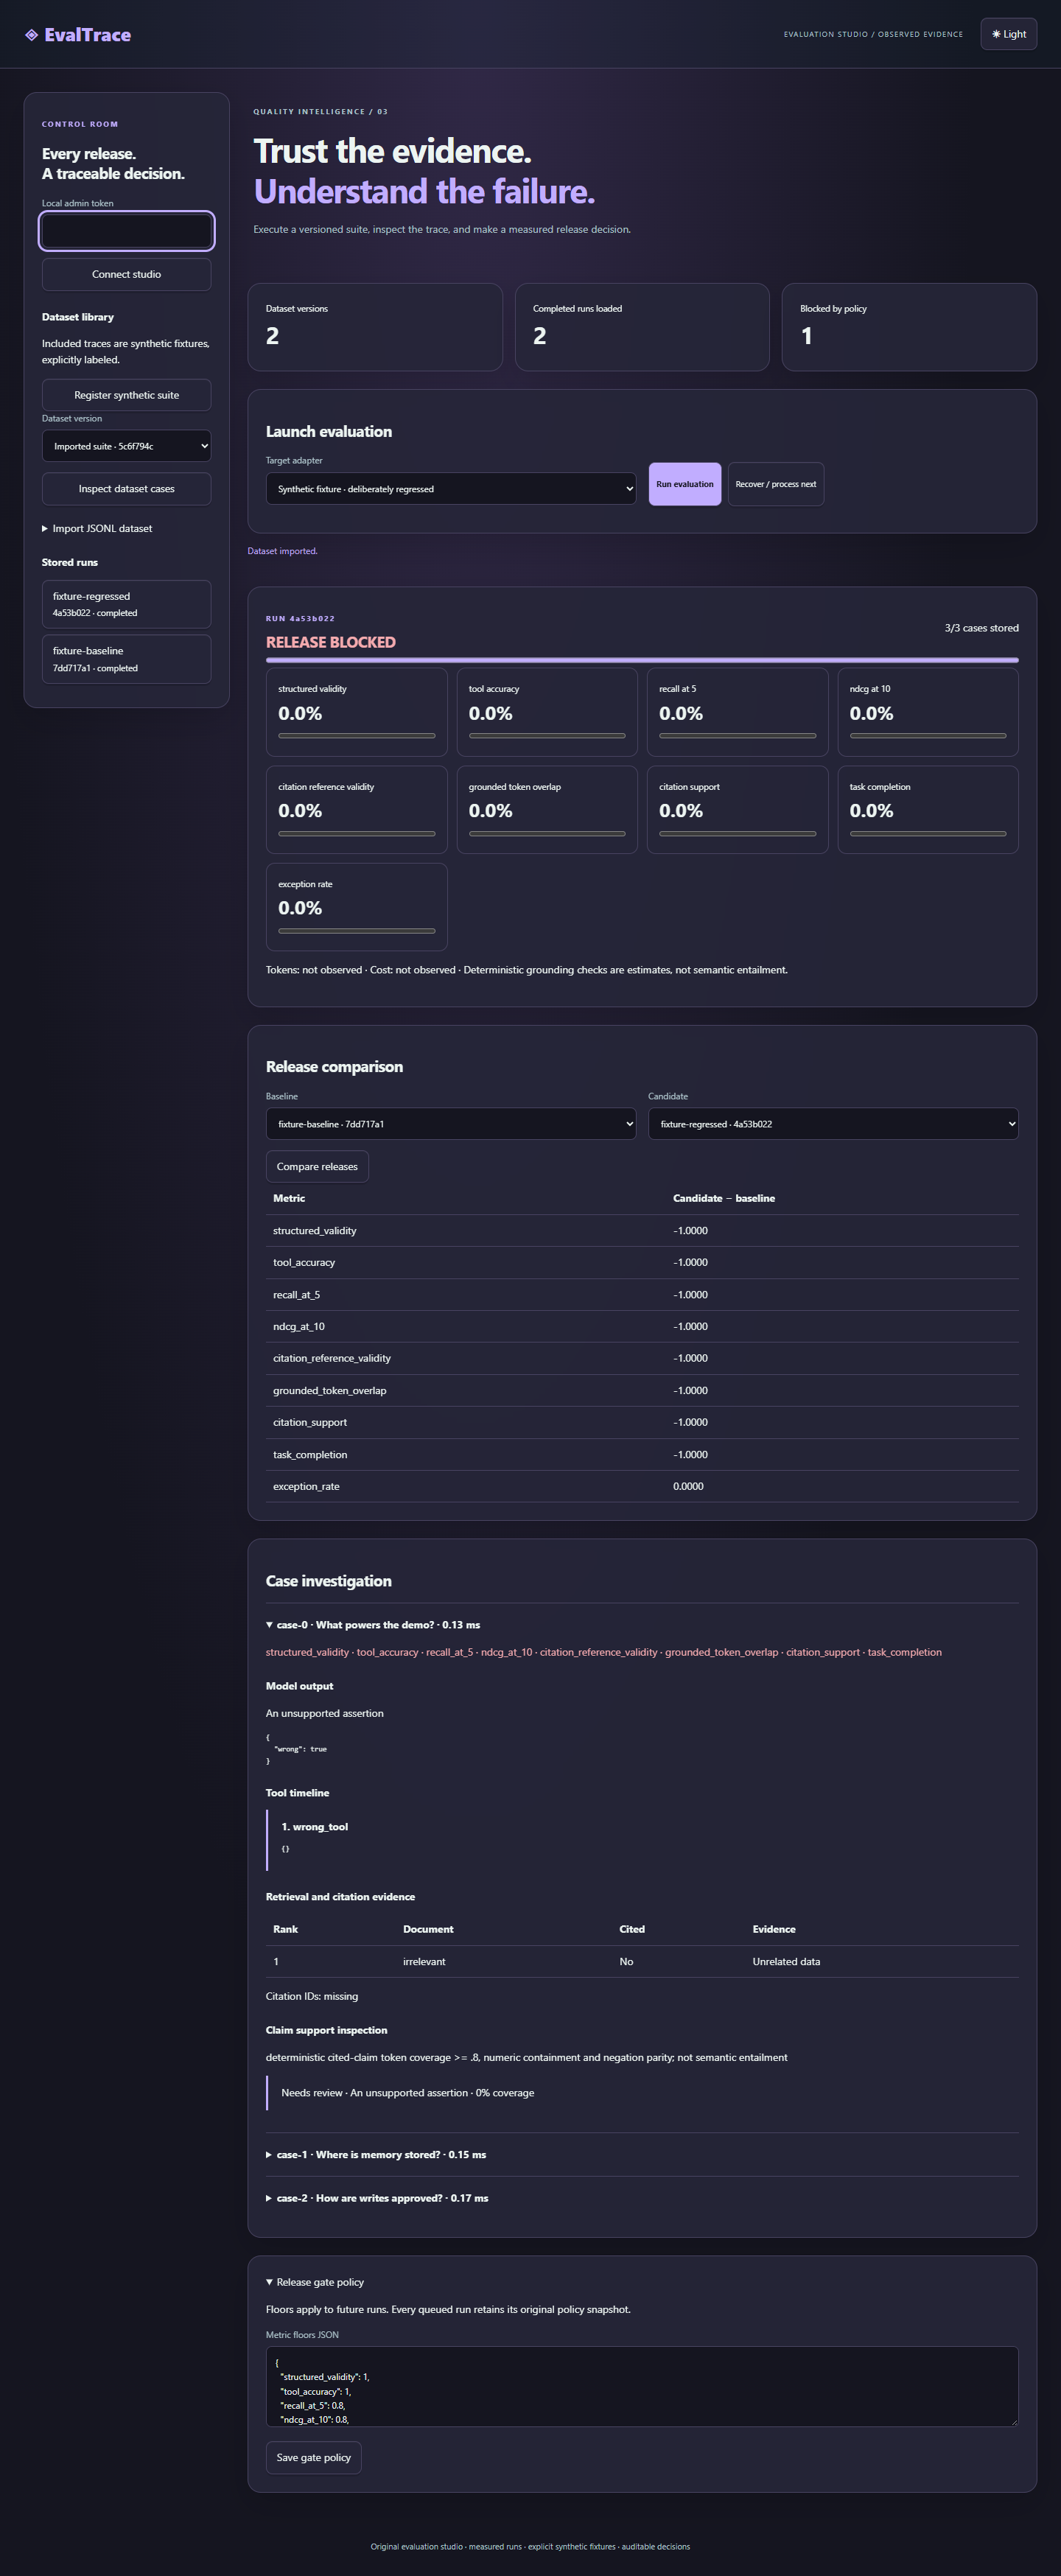 EvalTrace
EVALUATION STUDIO / OBSERVED EVIDENCE
☀ Light
CONTROL ROOM
Every release.
A traceable decision.
Local admin token
Connect studio
Dataset library
Included traces are synthetic fixtures,
explicitly labeled.
Register synthetic suite
Dataset version
Imported suite · 5c6f794c
Inspect dataset cases
▶ Import JSONL dataset
Stored runs
fixture-regressed
4a53b022 · completed
fixture-baseline
7dd717a1 · completed
QUALITY INTELLIGENCE / 03
Trust the evidence.
Understand the failure.
Execute a versioned suite, inspect the trace, and make a measured release decision.
Dataset versions
2
Completed runs loaded
2
Blocked by policy
1
Launch evaluation
Target adapter
Synthetic fixture · deliberately regressed
Run evaluation
Recover / process next
Dataset imported.
RUN 4a53b022
RELEASE BLOCKED
3/3 cases stored
structured validity
0.0%
tool accuracy
0.0%
recall at 5
0.0%
ndcg at 10
0.0%
citation reference validity
0.0%
grounded token overlap
0.0%
citation support
0.0%
task completion
0.0%
exception rate
0.0%
Tokens: not observed · Cost: not observed · Deterministic grounding checks are estimates, not semantic entailment.
Release comparison
Baseline
fixture-baseline · 7dd717a1
Candidate
fixture-regressed · 4a53b022
Compare releases
Metric Candidate − baseline
structured_validity -1.0000
tool_accuracy -1.0000
recall_at_5 -1.0000
ndcg_at_10 -1.0000
citation_reference_validity -1.0000
grounded_token_overlap -1.0000
citation_support -1.0000
task_completion -1.0000
exception_rate 0.0000
Case investigation
▼ case-0 · What powers the demo? · 0.13 ms
structured_validity · tool_accuracy · recall_at_5 · ndcg_at_10 · citation_reference_validity · grounded_token_overlap · citation_support · task_completion
Model output
An unsupported assertion
{
"wrong": true
}
Tool timeline
1. wrong_tool
{}
Retrieval and citation evidence
Rank Document Cited Evidence
1 irrelevant No Unrelated data
Citation IDs: missing
Claim support inspection
deterministic cited-claim token coverage >= .8, numeric containment and negation parity; not semantic entailment
Needs review · An unsupported assertion · 0% coverage
▶ case-1 · Where is memory stored? · 0.15 ms
▶ case-2 · How are writes approved? · 0.17 ms
▼ Release gate policy
Floors apply to future runs. Every queued run retains its original policy snapshot.
Metric floors JSON
{
"structured_validity": 1,
"tool_accuracy": 1,
"recall_at_5": 0.8,
"ndcg_at_10": 0.8,
Save gate policy
Original evaluation studio · measured runs · explicit synthetic fixtures · auditable decisions